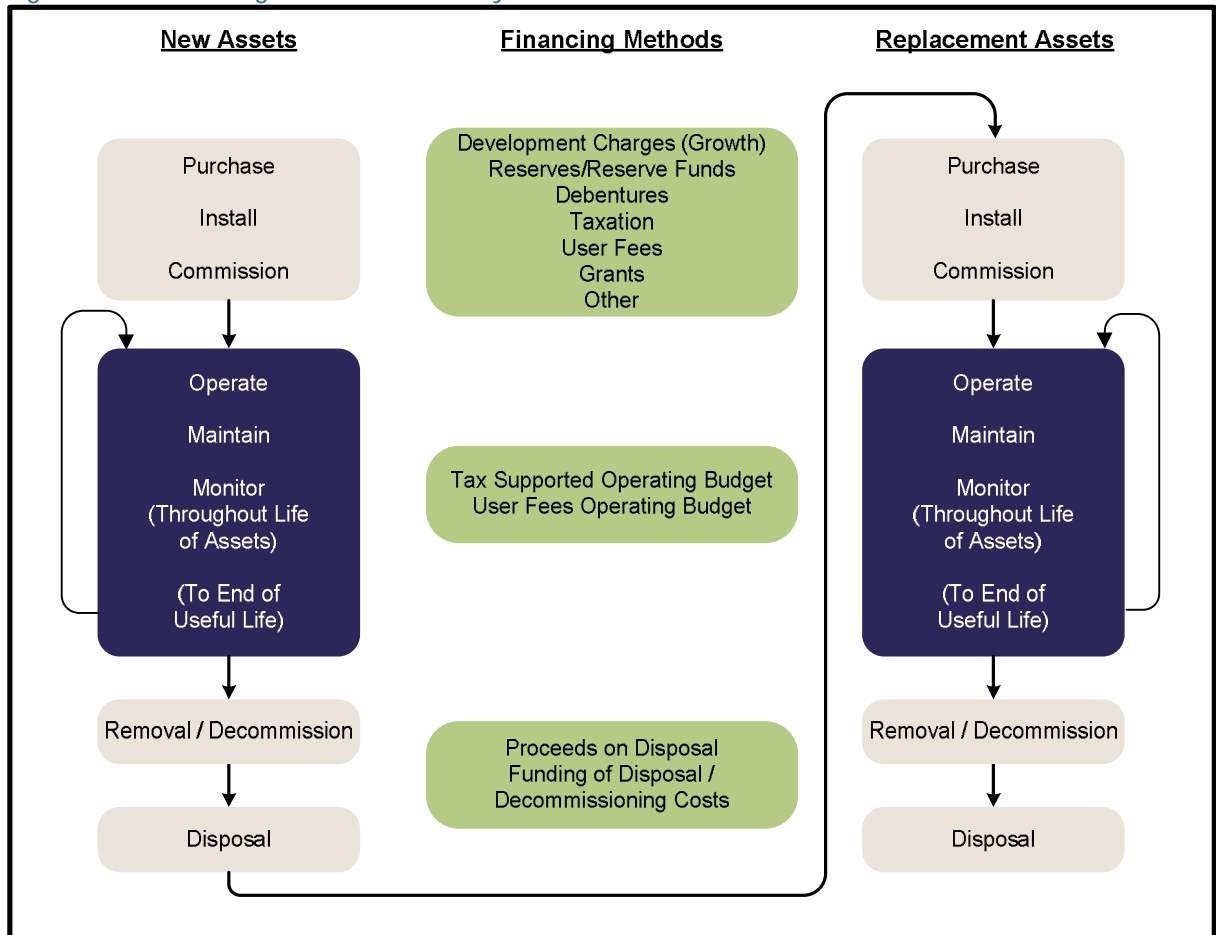 New Assets
Purchase
Install
Commission
Operate
Maintain
Monitor
(Throughout Life
of Assets)
(To End of
Useful Life)
Removal / Decommission
Disposal
Financing Methods
Development Charges (Growth)
Reserves/Reserve Funds
Debentures
Taxation
User Fees
Grants
Other
Tax Supported Operating Budget
User Fees Operating Budget
Proceeds on Disposal
Funding of Disposal /
Decommissioning Costs
Replacement Assets
Purchase
Install
Commission
Operate
Maintain
Monitor
(Throughout Life
of Assets)
(To End of
Useful Life)
Removal / Decommission
Disposal